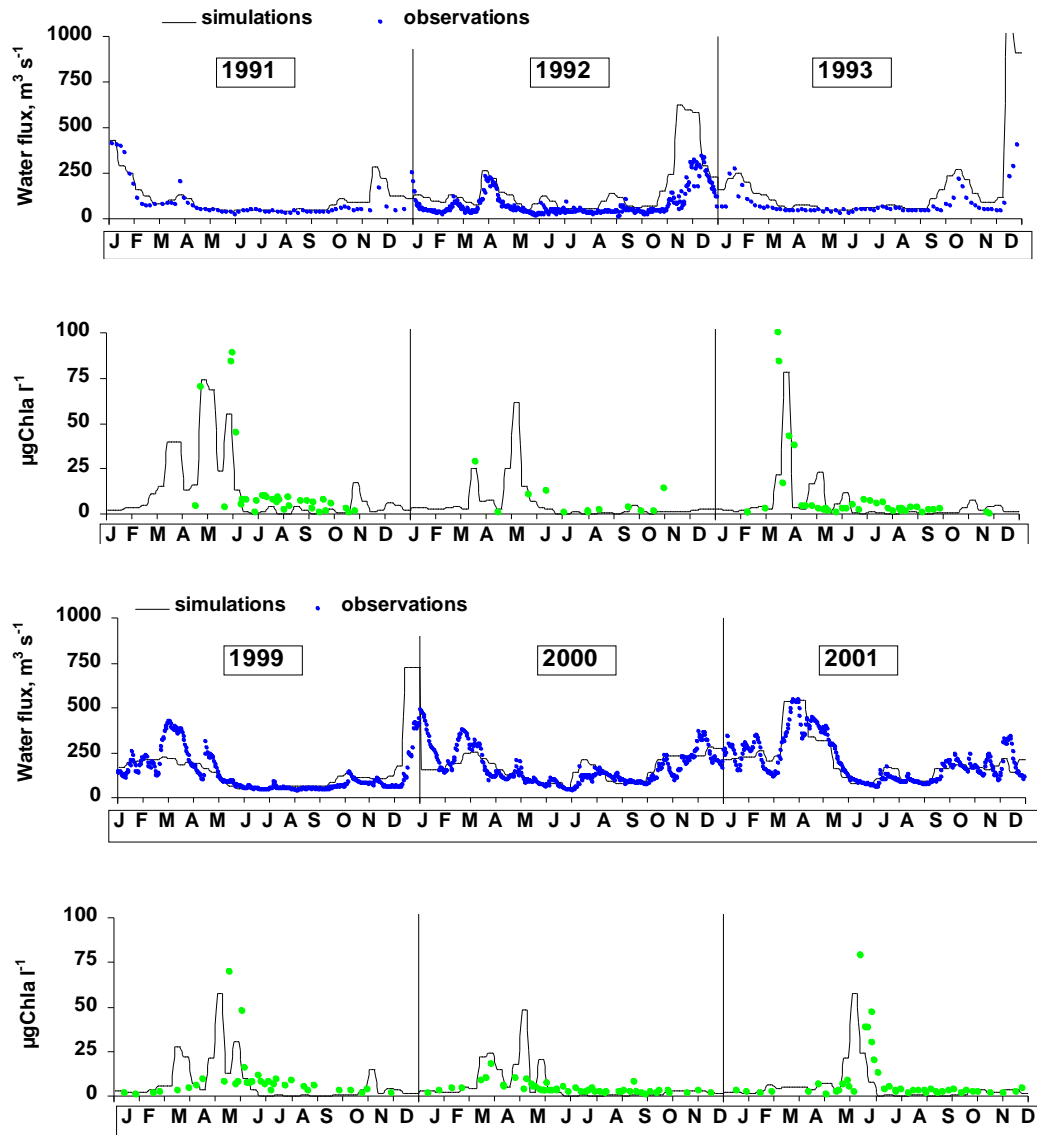 simulations observations
Water flux, m³ s⁻¹
1000
750
500
250
0
1991 1992 1993
J F M A M J J A S O N D J F M A M J J A S O N D J F M A M J J A S O N D
µgChla l⁻¹
100
75
50
25
0
J F M A M J J A S O N D J F M A M J J A S O N D J F M A M J J A S O N D
simulations observations
Water flux, m³ s⁻¹
1000
750
500
250
0
1999 2000 2001
J F M A M J J A S O N D J F M A M J J A S O N D J F M A M J J A S O N D
µgChla l⁻¹
100
75
50
25
0
J F M A M J J A S O N D J F M A M J J A S O N D J F M A M J J A S O N D